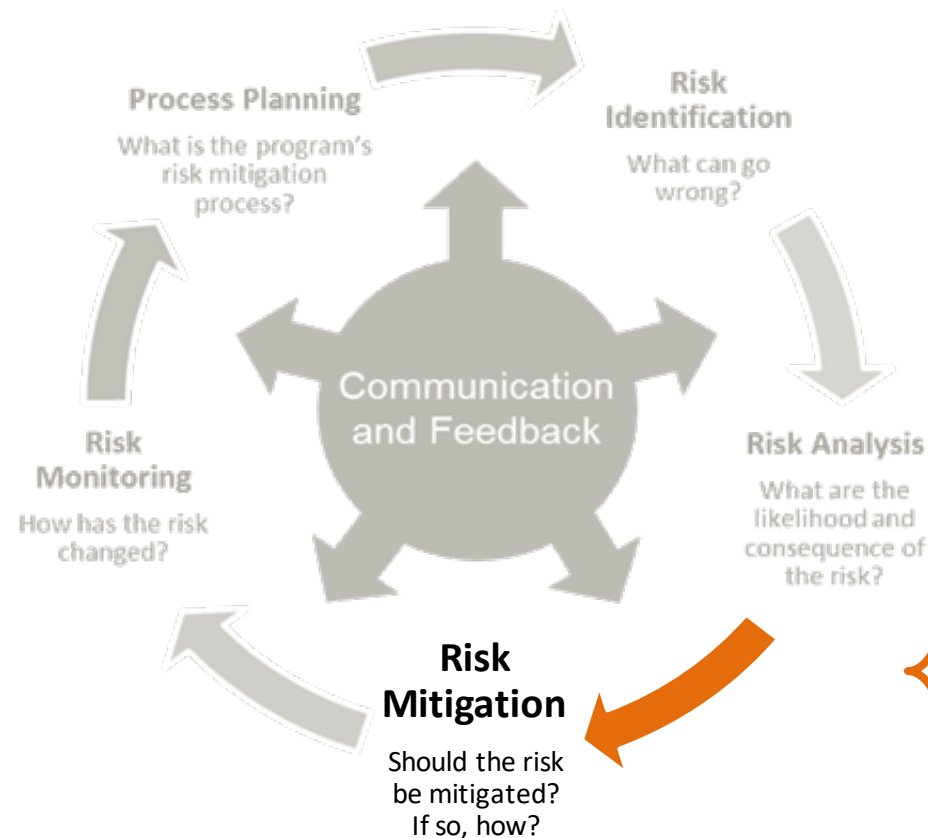 Process Planning
What is the program's
risk mitigation
process?
Risk
Identification
What can go
wrong?
Communication
and Feedback
Risk Analysis
What are the
likelihood and
consequence of
the risk?
Risk
Mitigation
Should the risk
be mitigated?
If so, how?
Risk
Monitoring
How has the risk
changed?